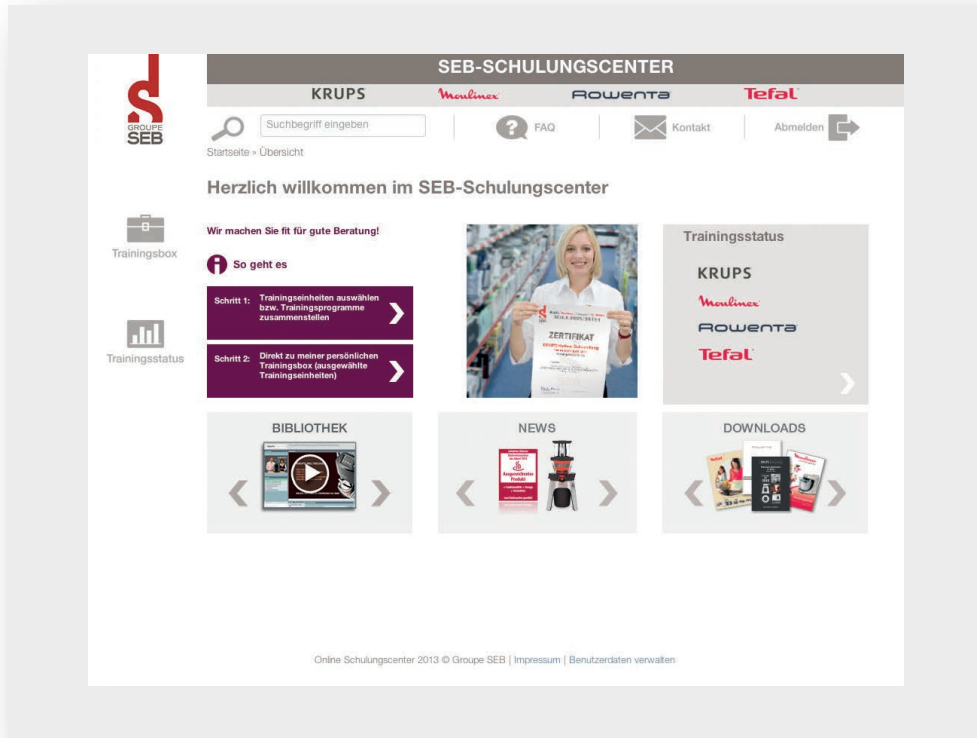 SEB-SCHULUNGSCENTER
GROUPE
SEB
KRUPS
Moulinex
Rowenta
Tefal
Suchbegriff eingeben
FAQ
Kontakt
Abmelden
Startseite » Übersicht
Herzlich willkommen im SEB-Schulungscenter
Trainingsbox
Trainingsstatus
Wir machen Sie fit für gute Beratung!
So geht es
Schritt 1:
Trainingseinheiten auswählen
bzw. Trainingsprogramme
zusammenstellen
Schritt 2:
Direkt zu meiner persönlichen
Trainingsbox (ausgewählte
Trainingseinheiten)
ZERTIFIKAT
Trainingsstatus
KRUPS
Moulinex
Rowenta
Tefal
BIBLIOTHEK
NEWS
Ausgezeichnetes
Produkt
DOWNLOADS
Online Schulungscenter 2013 © Groupe SEB | Impressum | Benutzerdaten verwalten